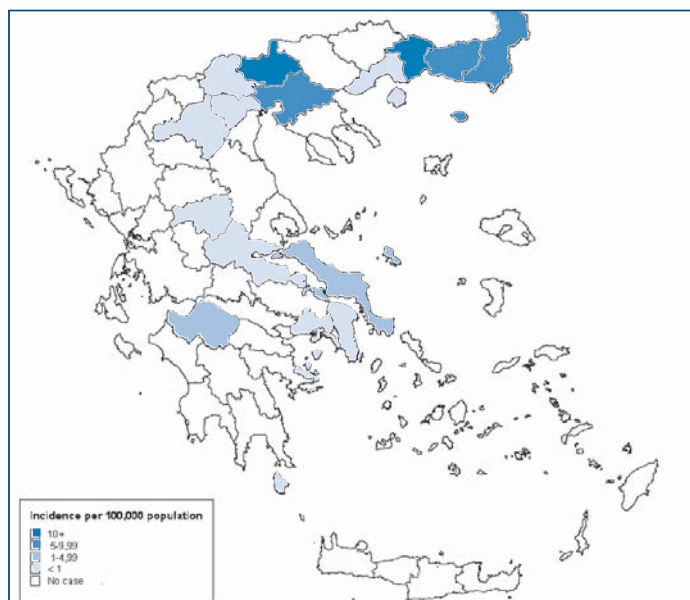 Incidence per 100,000 population
10+
5-9,99
1-4,99
< 1
No case